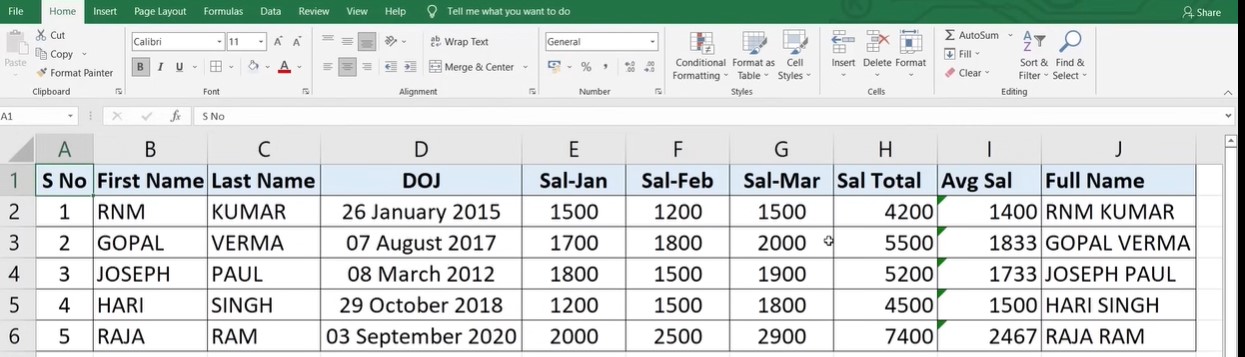 File Home Insert Page Layout Formulas Data Review View Help Tell me what you want to do Share
Cut
Copy
Paste
Format Painter
Clipboard
Calibri 11 A A
B I U A
Font
Wrap Text
Merge & Center
Alignment
General
% ,
Number
Conditional Formatting
Format as Table
Cell Styles
Styles
Insert Delete Format
Cells
AutoSum
Fill
Clear
Sort & Filter
Find & Select
Editing
A1 fx S No
A B C D E F G H I J
1 S No First Name Last Name DOJ Sal-Jan Sal-Feb Sal-Mar Sal Total Avg Sal Full Name
2 1 RNM KUMAR 26 January 2015 1500 1200 1500 4200 1400 RNM KUMAR
3 2 GOPAL VERMA 07 August 2017 1700 1800 2000 5500 1833 GOPAL VERMA
4 3 JOSEPH PAUL 08 March 2012 1800 1500 1900 5200 1733 JOSEPH PAUL
5 4 HARI SINGH 29 October 2018 1200 1500 1800 4500 1500 HARI SINGH
6 5 RAJA RAM 03 September 2020 2000 2500 2900 7400 2467 RAJA RAM